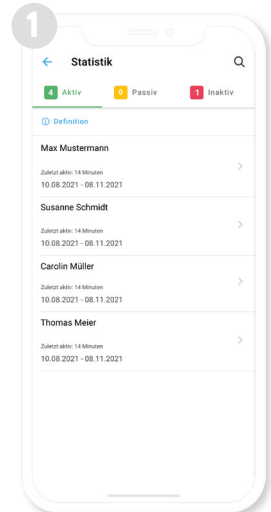 1
Statistik
4 Aktiv 0 Passiv 1 Inaktiv
Definition
Max Mustermann
Zuletzt aktiv: 14 Minuten
10.08.2021 - 08.11.2021
Susanne Schmidt
Zuletzt aktiv: 14 Minuten
10.08.2021 - 08.11.2021
Carolin Müller
Zuletzt aktiv: 14 Minuten
10.08.2021 - 08.11.2021
Thomas Meier
Zuletzt aktiv: 14 Minuten
10.08.2021 - 08.11.2021